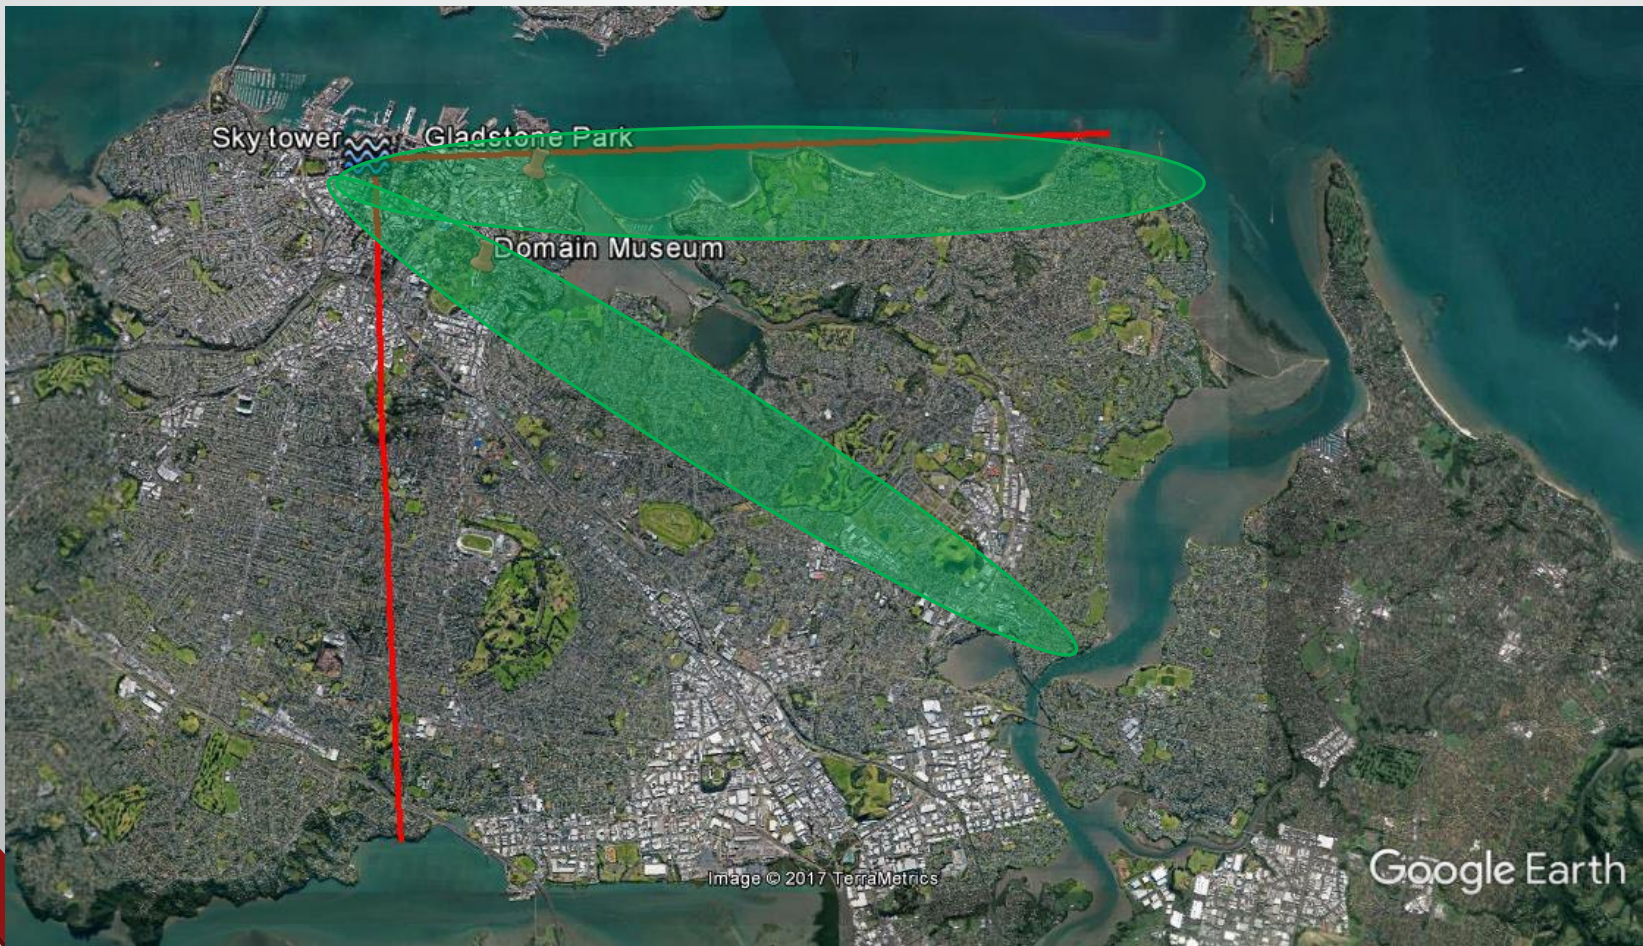 Sky tower
Gladstone Park
Domain Museum
Image © 2017 TerraMetrics
Google Earth